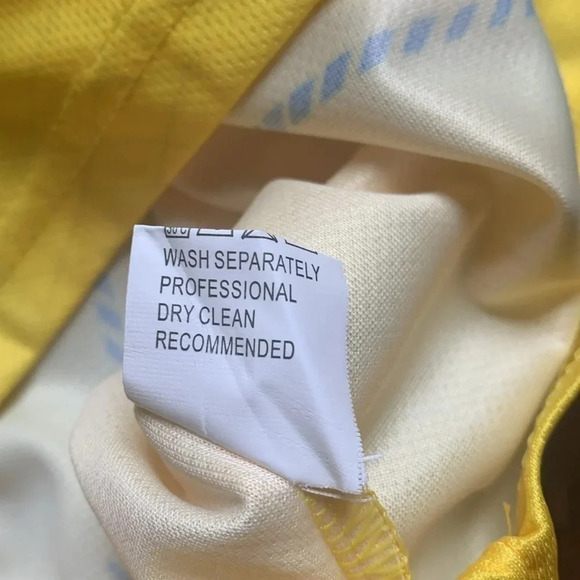 WASH SEPARATELY
PROFESSIONAL
DRY CLEAN
RECOMMENDED